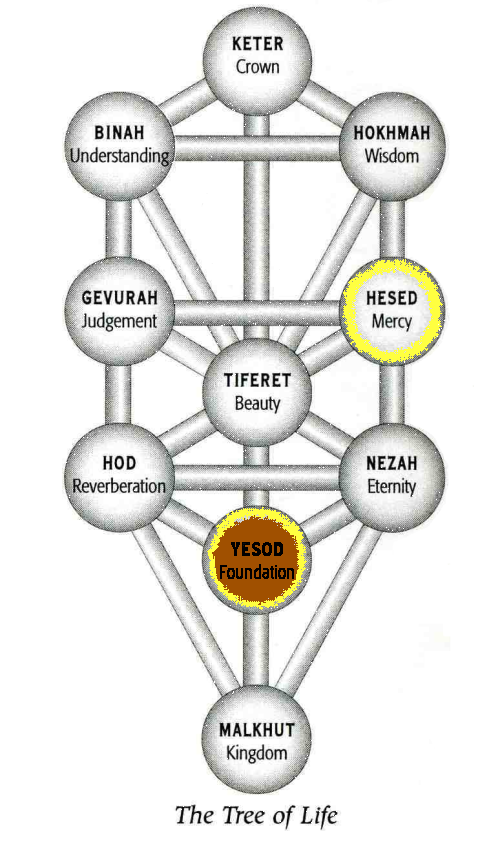 KETER
Crown
BINAH
Understanding
HOKHMAH
Wisdom
GEVURAH
Judgement
HESED
Mercy
TIFERET
Beauty
HOD
Reverberation
NEZAH
Eternity
YESOD
Foundation
MALKHUT
Kingdom
The Tree of Life